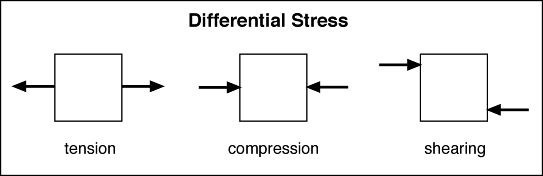 Differential Stress
tension
compression
shearing